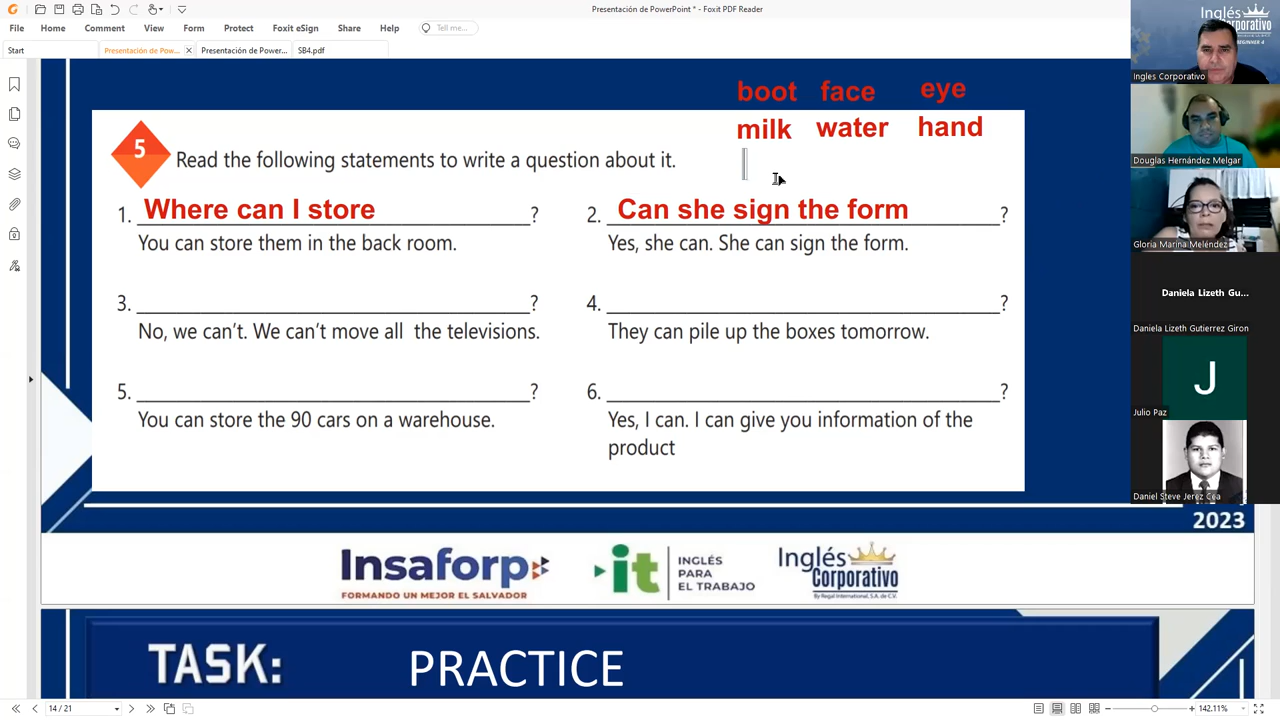 Presentación de PowerPoint * - Foxit PDF Reader
File Home Comment View Form Protect Foxit eSign Share Help Tell me...
Start Presentación de Pow... × Presentación de Power... SB4.pdf
boot face eye
milk water hand
5
Read the following statements to write a question about it.
1. Where can I store ?
You can store them in the back room.
2. Can she sign the form ?
Yes, she can. She can sign the form.
3. ?
No, we can't. We can't move all the televisions.
4. ?
They can pile up the boxes tomorrow.
5. ?
You can store the 90 cars on a warehouse.
6. ?
Yes, I can. I can give you information of the
product
2023
Insaforp
FORMANDO UN MEJOR EL SALVADOR
it
INGLÉS
PARA
EL TRABAJO
Inglés
Corporativo
By Regal International, S.A. de C.V.
TASK: PRACTICE
14 / 21
142.11%
Inglés
Corporativo
BEGINNER 4
Ingles Corporativo
Douglas Hernández Melgar
Gloria Marina Meléndez
Daniela Lizeth Gu...
Daniela Lizeth Gutierrez Giron
J
Julio Paz
Daniel Steve Jerez Cea